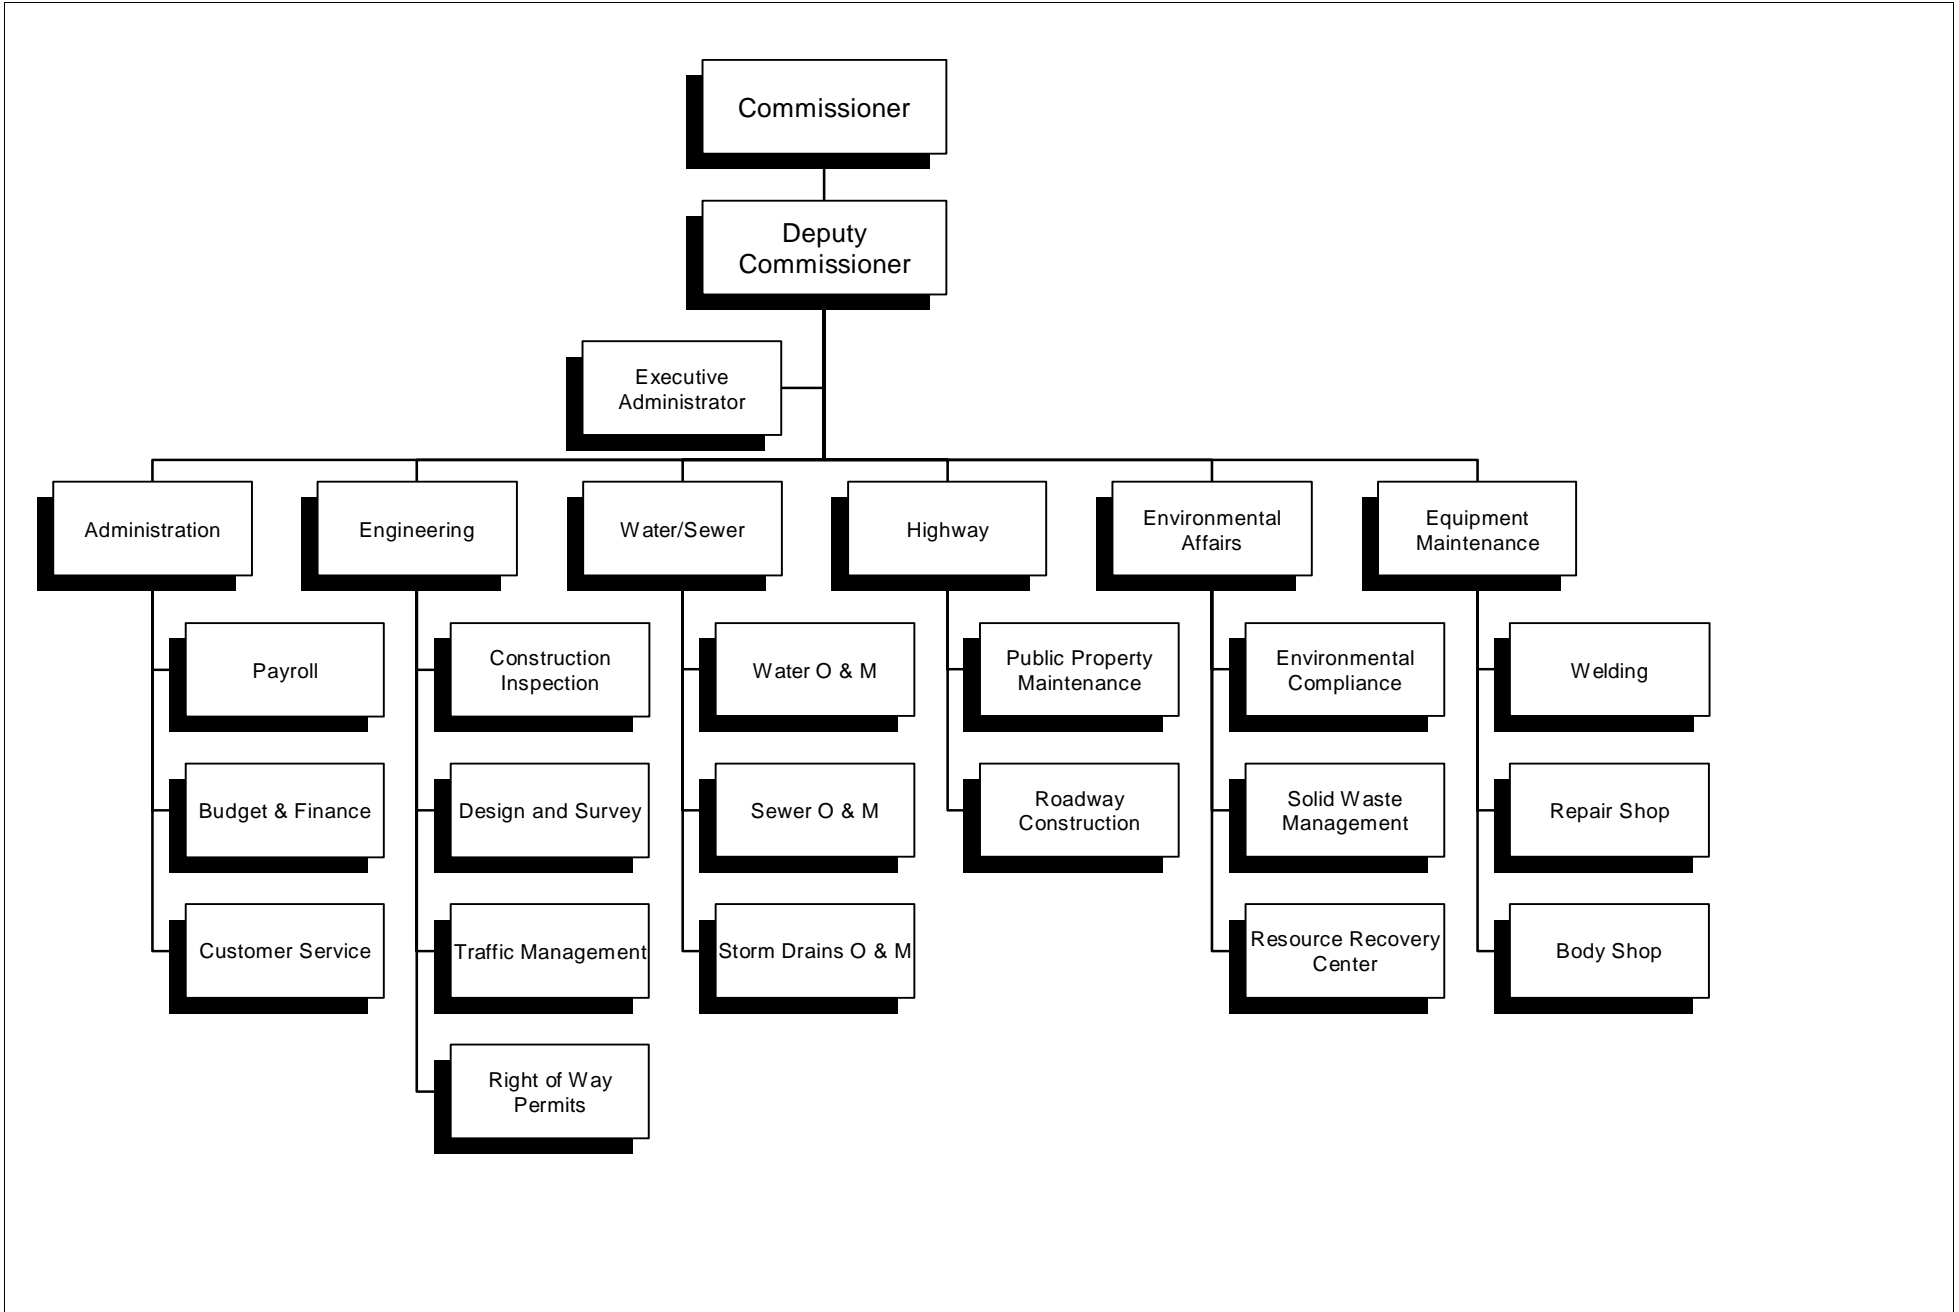 Commissioner
Deputy
Commissioner
Executive
Administrator
Administration
Engineering
Water/Sewer
Highway
Environmental
Affairs
Equipment
Maintenance
Payroll
Construction
Inspection
Water O & M
Public Property
Maintenance
Environmental
Compliance
Welding
Budget & Finance
Design and Survey
Sewer O & M
Roadway
Construction
Solid Waste
Management
Repair Shop
Customer Service
Traffic Management
Storm Drains O & M
Resource Recovery
Center
Body Shop
Right of Way
Permits